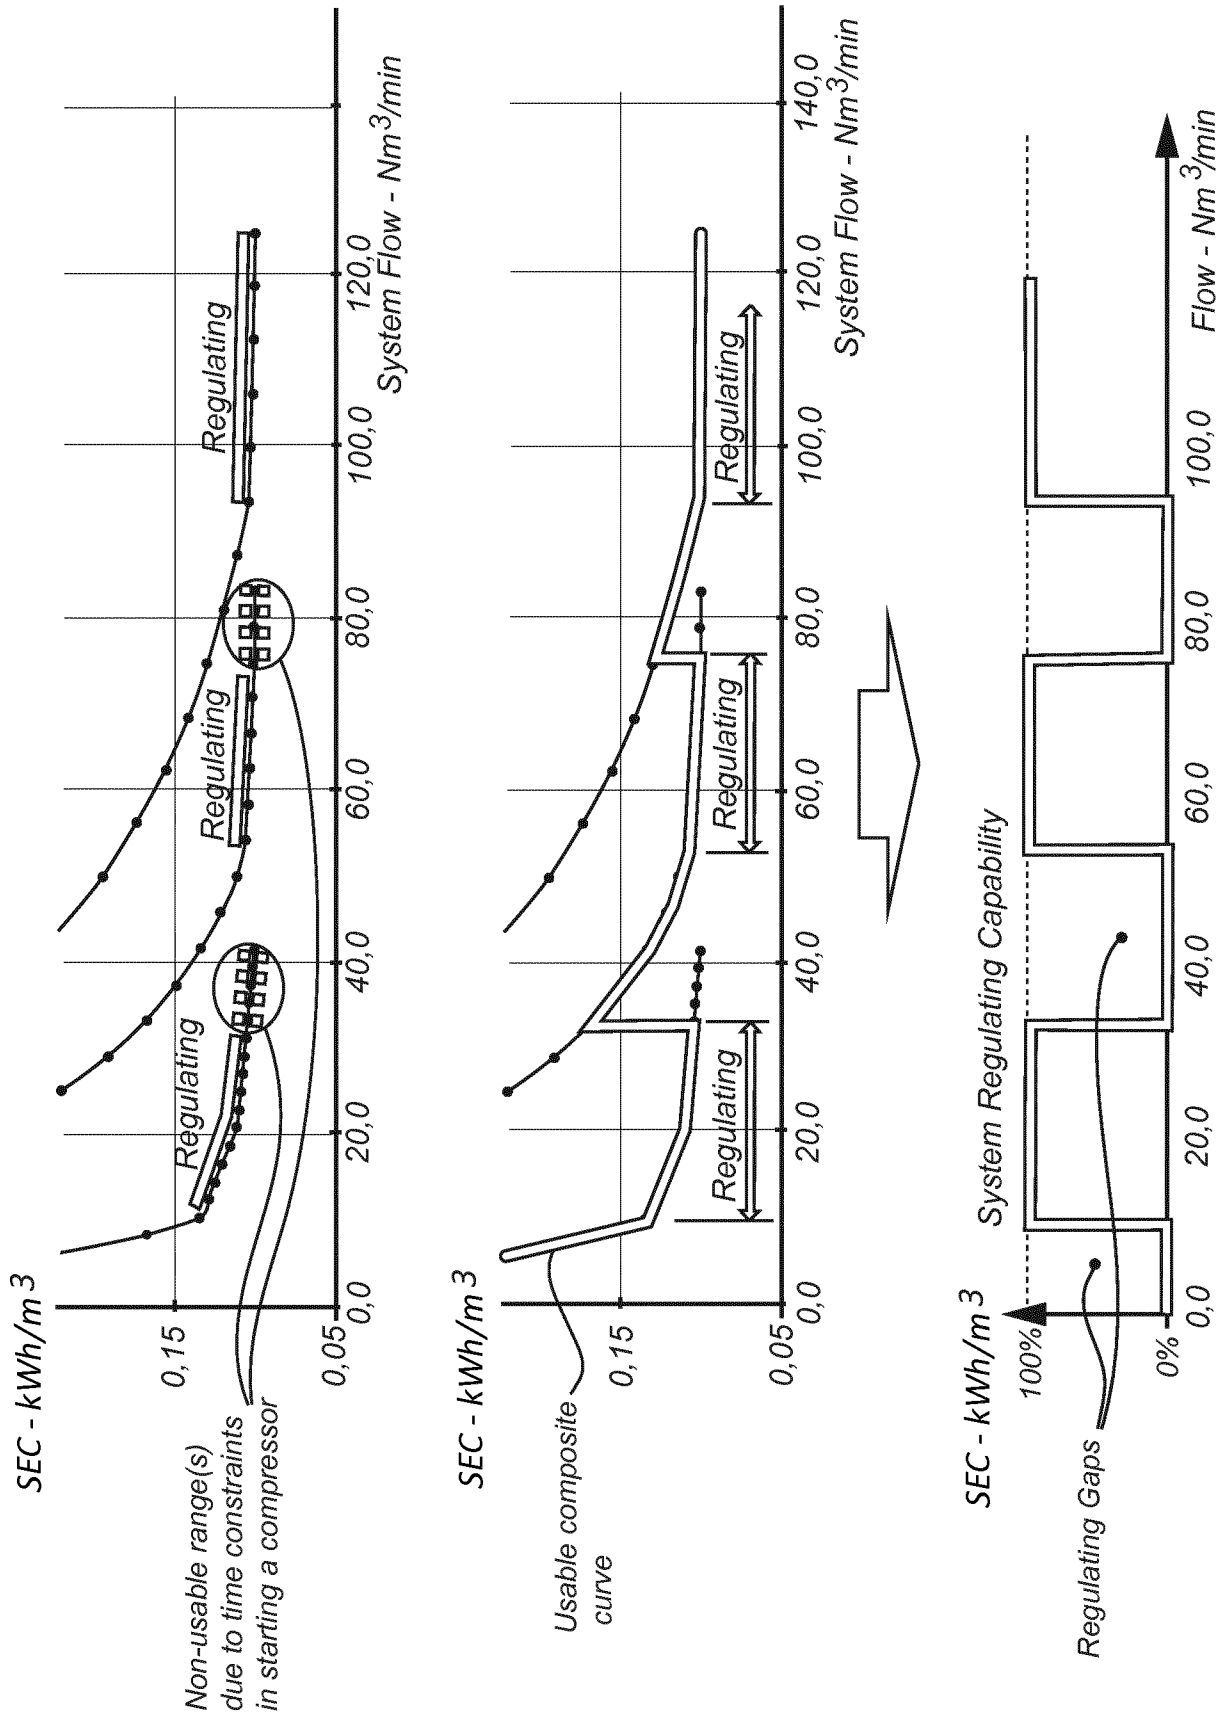 SEC - kWh/m3
0,15
0,05
Non-usable range(s)
due to time constraints
in starting a compressor
Regulating
Regulating
Regulating
0,0
20,0
40,0
60,0
80,0
100,0
120,0
System Flow - Nm3/min
SEC - kWh/m3
0,15
0,05
Usable composite
curve
Regulating
Regulating
Regulating
0,0
20,0
40,0
60,0
80,0
100,0
120,0
140,0
System Flow - Nm3/min
SEC - kWh/m3
System Regulating Capability
100%
0%
Regulating Gaps
0,0
20,0
40,0
60,0
80,0
100,0
Flow - Nm3/min